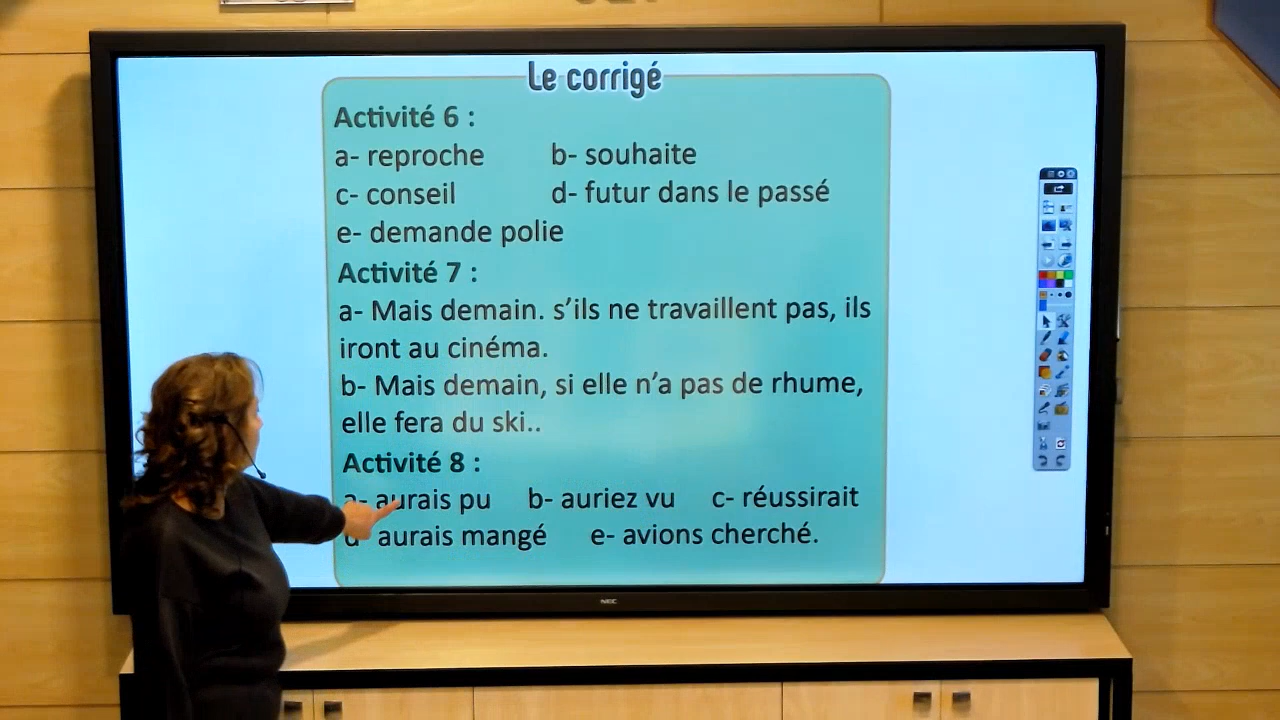 Le corrigé
Activité 6 :
a- reproche b- souhaite
c- conseil d- futur dans le passé
e- demande polie
Activité 7 :
a- Mais demain. s'ils ne travaillent pas, ils
iront au cinéma.
b- Mais demain, si elle n'a pas de rhume,
elle fera du ski..
Activité 8 :
a- aurais pu b- auriez vu c- réussirait
d- aurais mangé e- avions cherché.
NEC